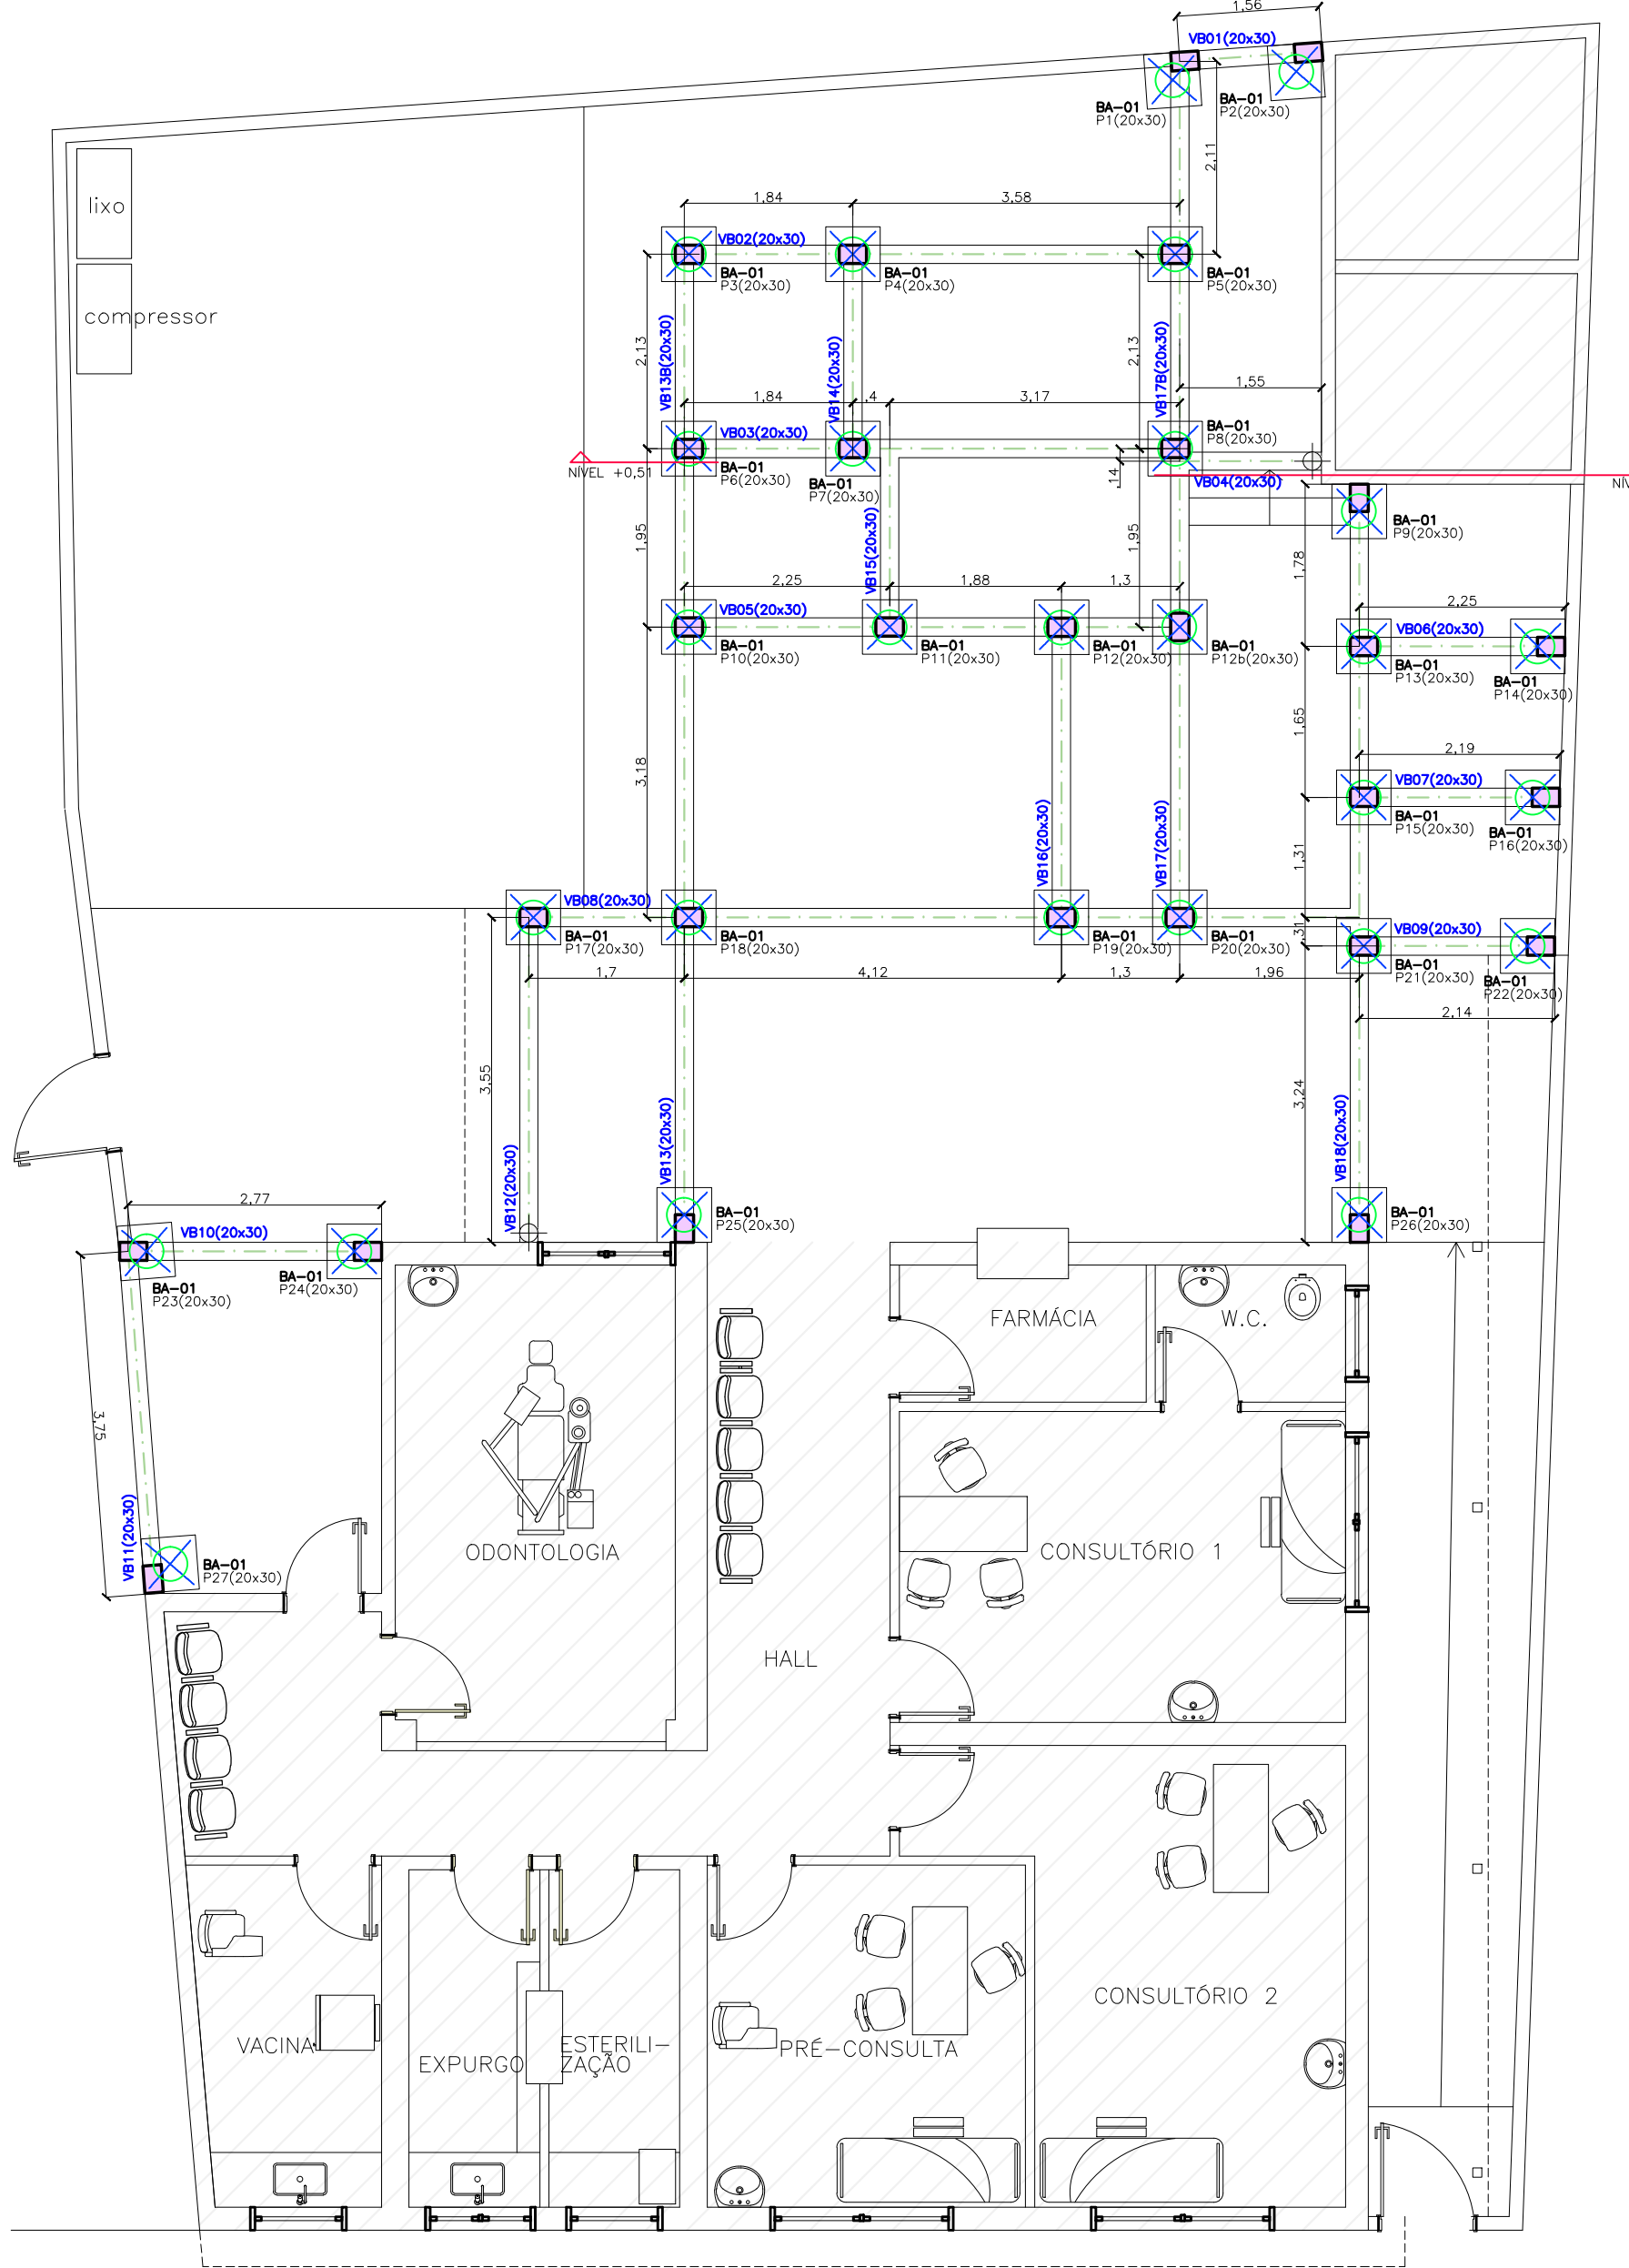 1,56
VB01(20x30)
BA-01
P1(20x30)
BA-01
P2(20x30)
2,11
lixo
compressor
1,84
3,58
VB02(20x30)
BA-01
P3(20x30)
BA-01
P4(20x30)
BA-01
P5(20x30)
2,13
VB13B(20x30)
VB14(20x30)
2,13
VB17B(20x30)
1,55
1,84
,4
3,17
VB03(20x30)
BA-01
P6(20x30)
BA-01
P7(20x30)
BA-01
P8(20x30)
NÍVEL +0,51
,14
VB04(20x30)
NÍV
BA-01
P9(20x30)
1,95
VB15(20x30)
1,95
1,78
2,25
1,88
1,3
VB05(20x30)
BA-01
P10(20x30)
BA-01
P11(20x30)
BA-01
P12(20x30)
BA-01
P12b(20x30)
2,25
VB06(20x30)
BA-01
P13(20x30)
BA-01
P14(20x30)
1,65
2,19
VB07(20x30)
BA-01
P15(20x30)
BA-01
P16(20x30)
3,18
VB16(20x30)
VB17(20x30)
1,31
VB08(20x30)
BA-01
P17(20x30)
BA-01
P18(20x30)
BA-01
P19(20x30)
BA-01
P20(20x30)
,31
VB09(20x30)
BA-01
P21(20x30)
BA-01
P22(20x30)
1,7
4,12
1,3
1,96
2,14
3,55
3,24
VB12(20x30)
VB13(20x30)
VB18(20x30)
BA-01
P25(20x30)
BA-01
P26(20x30)
2,77
VB10(20x30)
BA-01
P23(20x30)
BA-01
P24(20x30)
3,75
VB11(20x30)
BA-01
P27(20x30)
FARMÁCIA
W.C.
ODONTOLOGIA
CONSULTÓRIO 1
HALL
CONSULTÓRIO 2
VACINA
EXPURGO
ESTERILI-
ZAÇÃO
PRÉ-CONSULTA